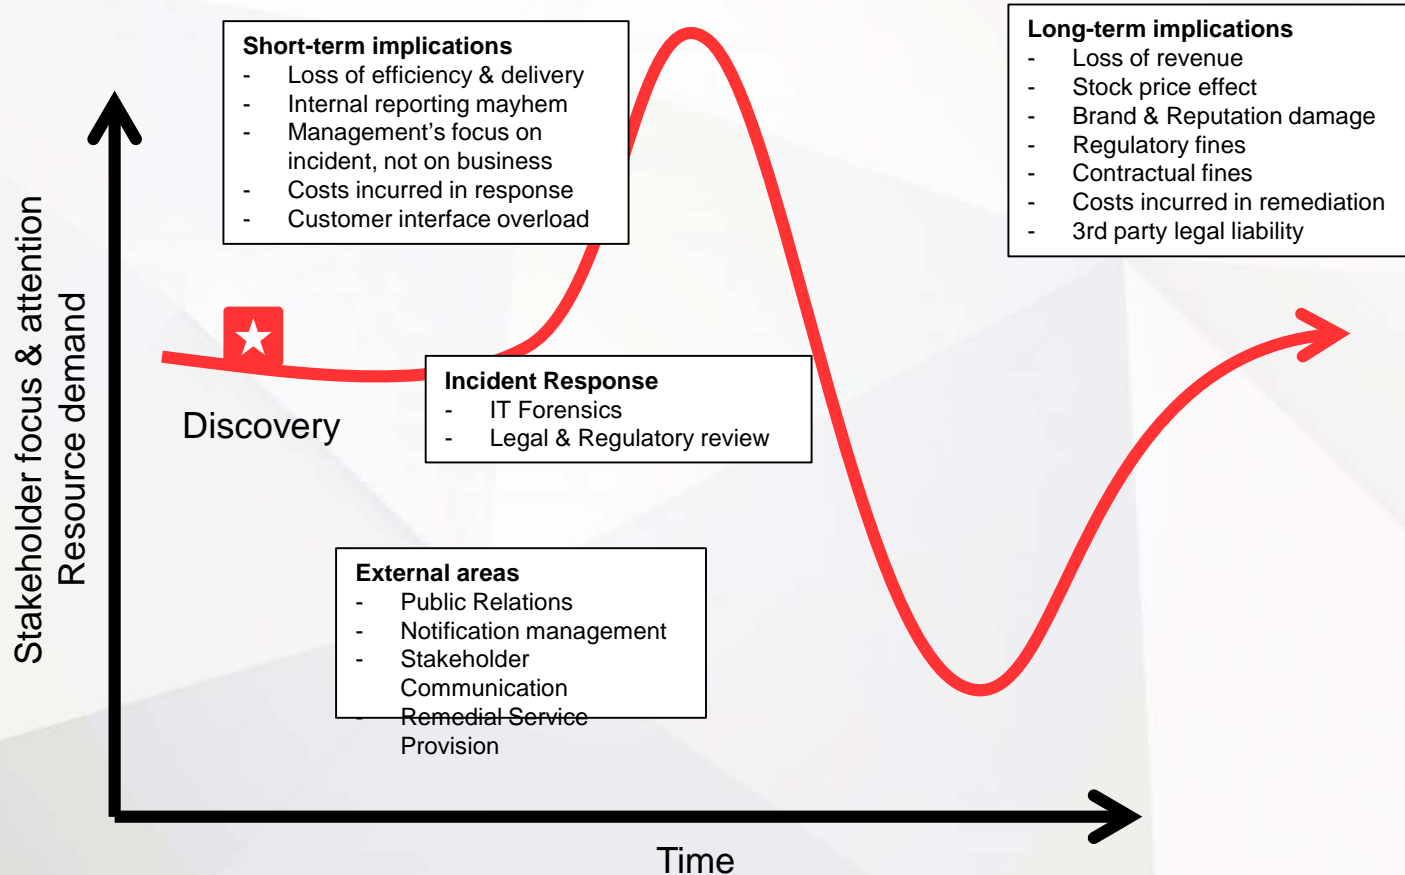 Short-term implications
- Loss of efficiency & delivery
- Internal reporting mayhem
- Management’s focus on
incident, not on business
- Costs incurred in response
- Customer interface overload
Long-term implications
- Loss of revenue
- Stock price effect
- Brand & Reputation damage
- Regulatory fines
- Contractual fines
- Costs incurred in remediation
- 3rd party legal liability
Stakeholder focus & attention
Resource demand
Discovery
Incident Response
- IT Forensics
- Legal & Regulatory review
External areas
- Public Relations
- Notification management
- Stakeholder
Communication
- Remedial Service
Provision
Time